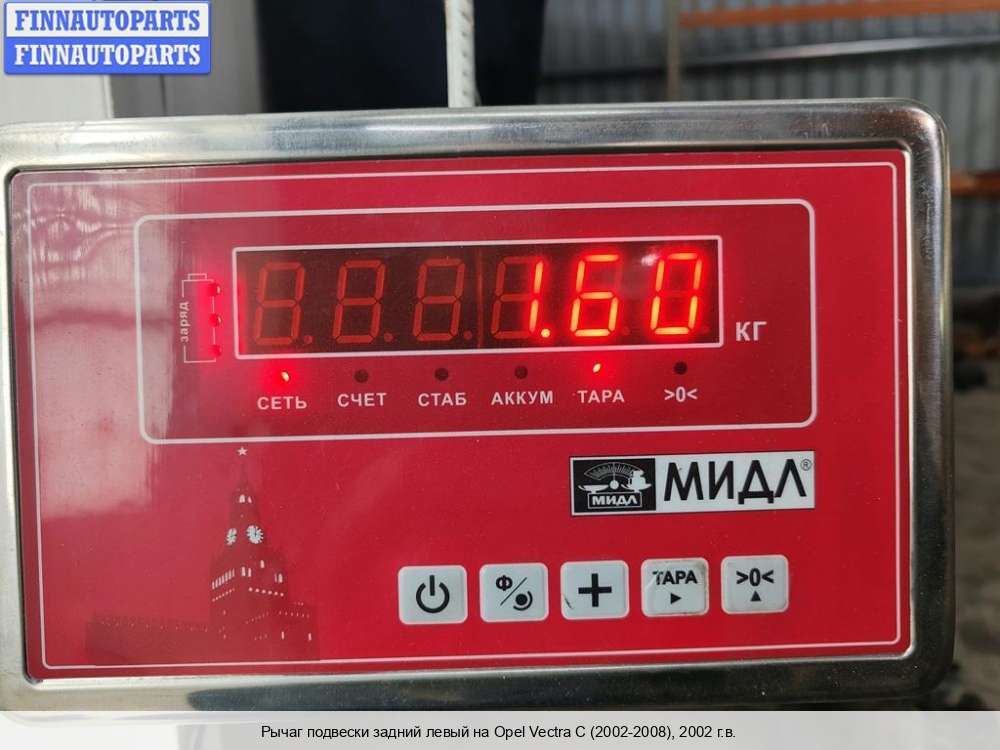 FINNAUTOPARTS
FINNAUTOPARTS
заряд
1.60 КГ
СЕТЬ СЧЕТ СТАБ АККУМ ТАРА >0<
МИДЛ МИДЛ®
Ф ТАРА >0<
Рычаг подвески задний левый на Opel Vectra C (2002-2008), 2002 г.в.